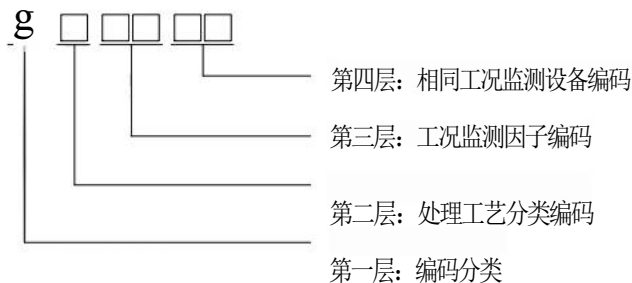 g □ □□ □□
第四层：相同工况监测设备编码
第三层：工况监测因子编码
第二层：处理工艺分类编码
第一层：编码分类